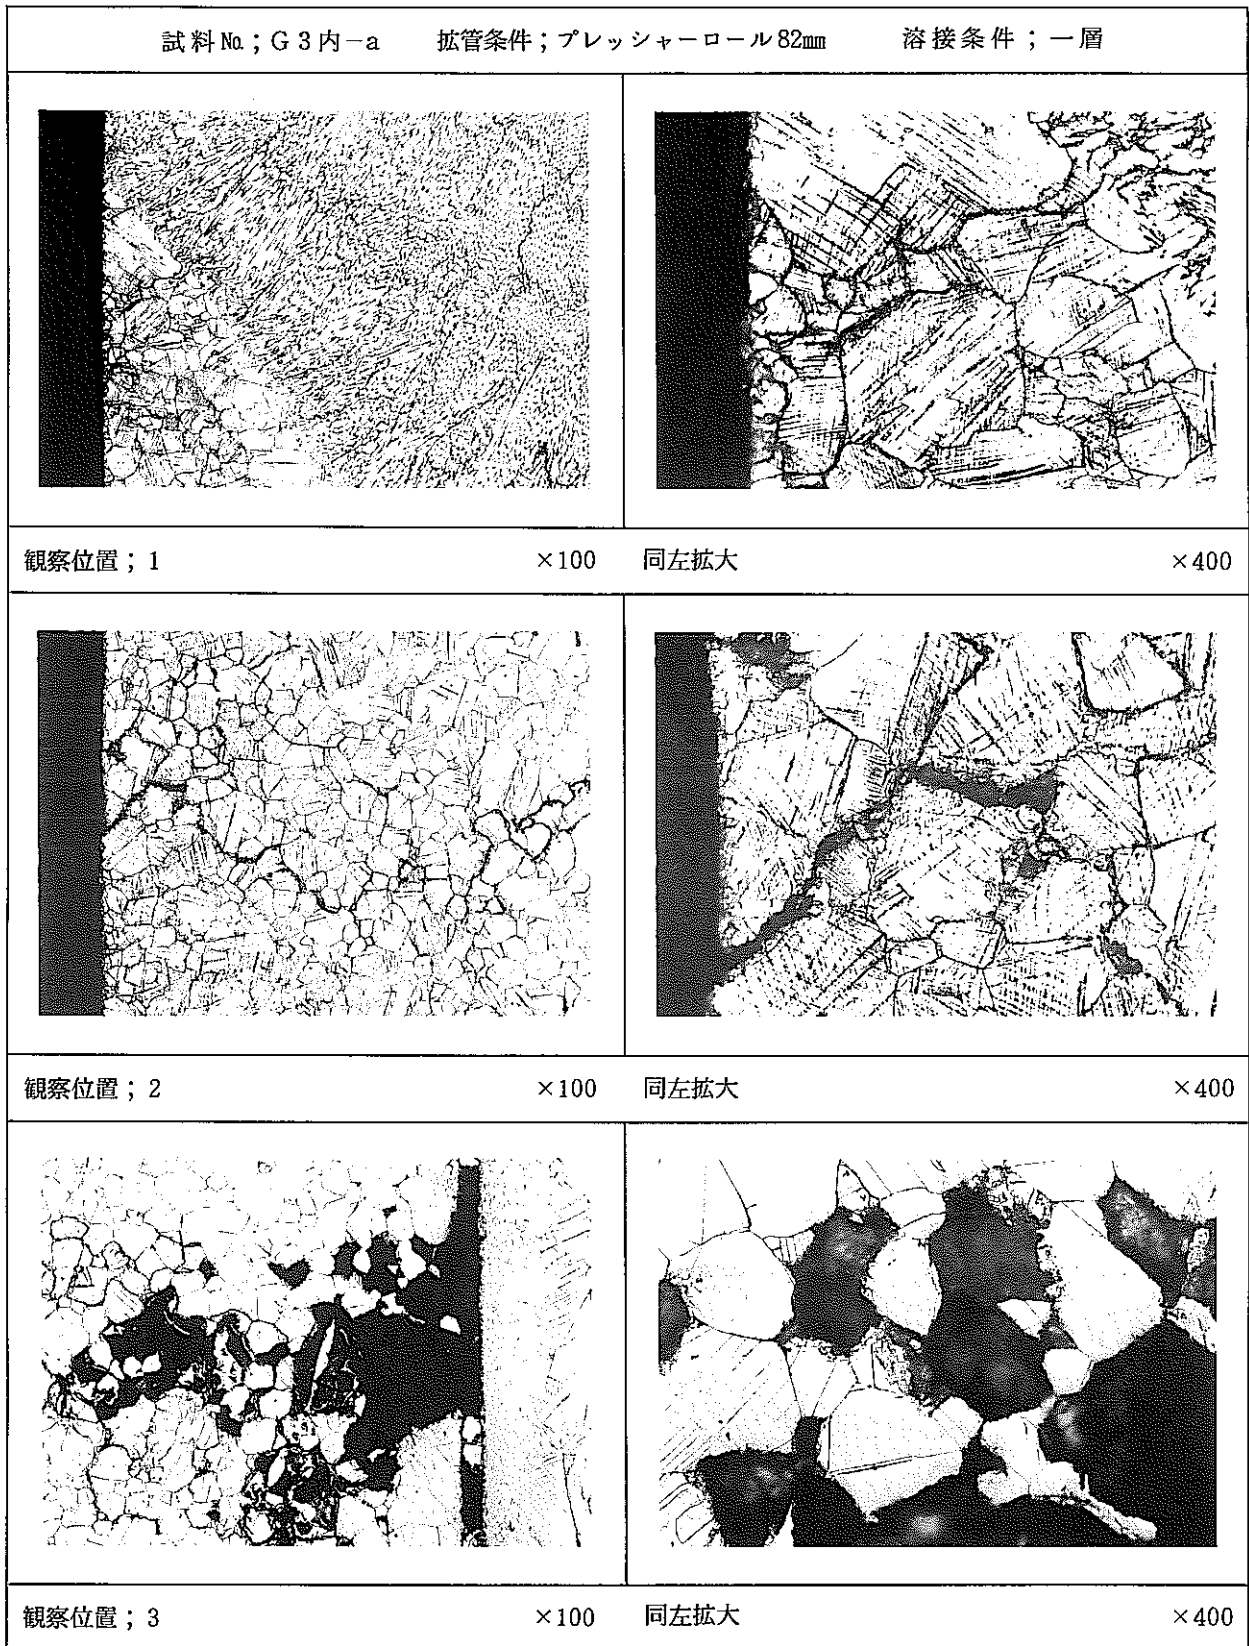 試料№；G3内-a　拡管条件；プレッシャーロール82㎜　溶接条件；一層
観察位置；1　×100　同左拡大　×400
観察位置；2　×100　同左拡大　×400
観察位置；3　×100　同左拡大　×400